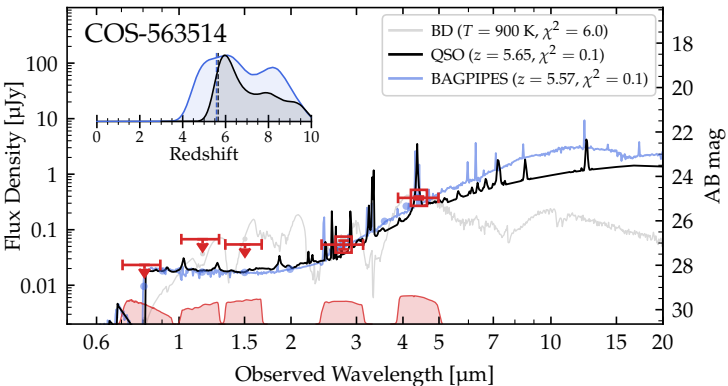 COS-563514
BD (T = 900 K, χ² = 6.0)
QSO (z = 5.65, χ² = 0.1)
BAGPIPES (z = 5.57, χ² = 0.1)
0 2 4 6 8 10
Redshift
100
10
1
0.1
0.01
Flux Density [µJy]
18
20
22
24
26
28
30
AB mag
0.6 1 1.5 2 3 4 5 10 15 20
Observed Wavelength [µm]